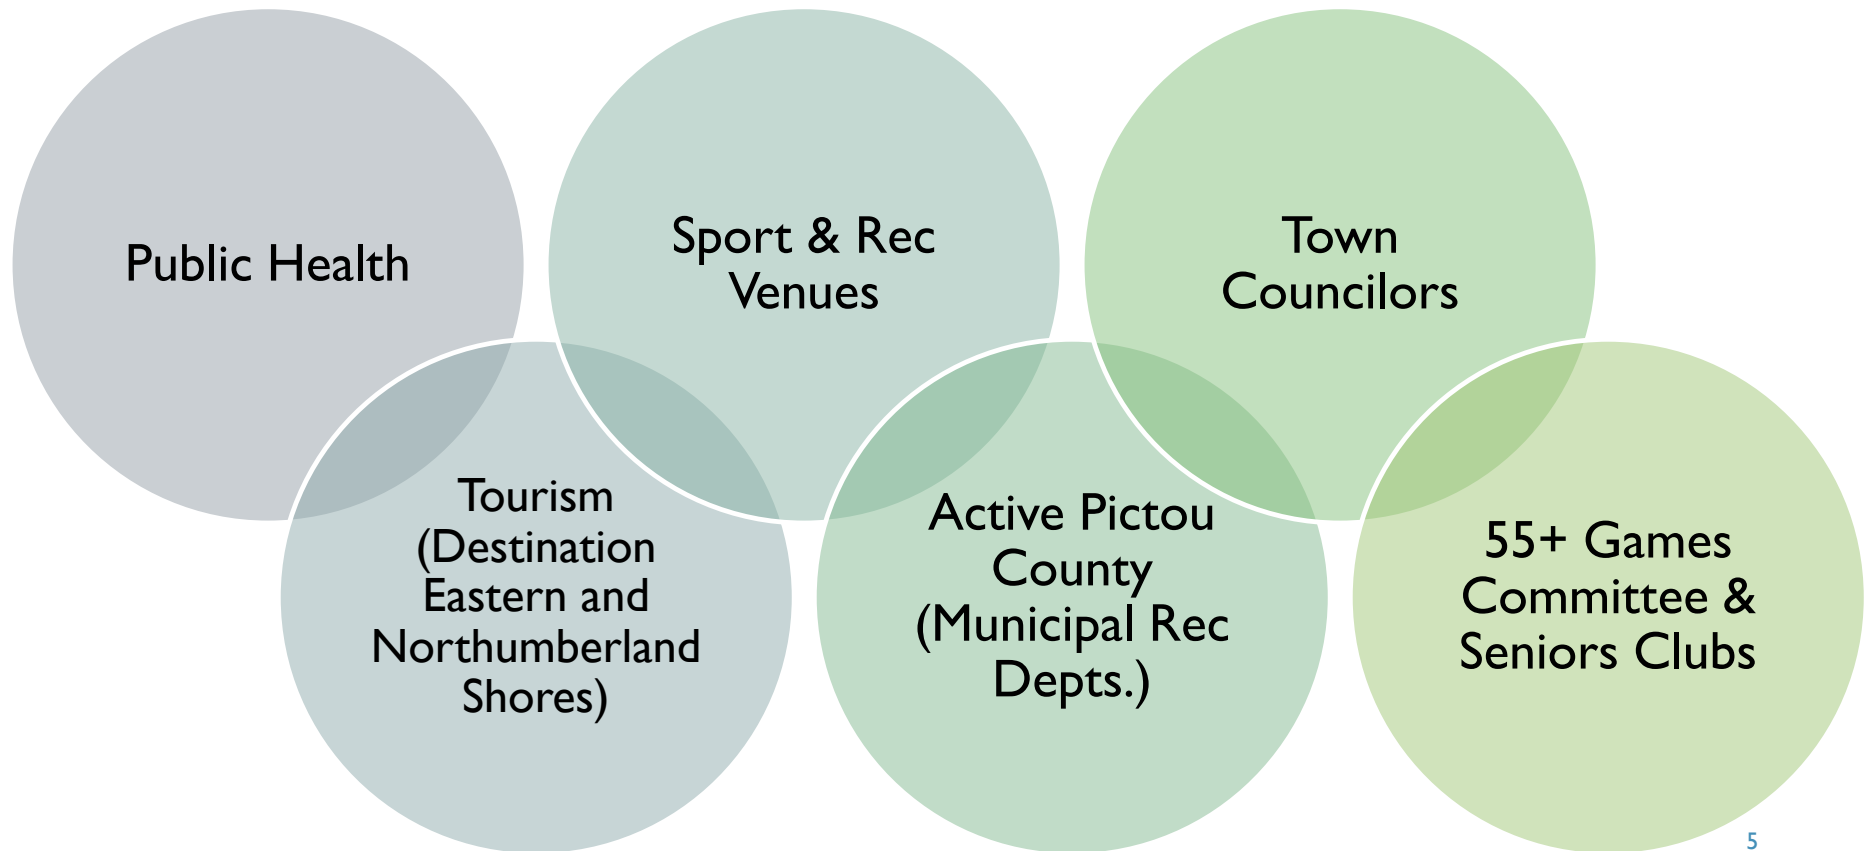 Public Health
Sport & Rec
Venues
Town
Councilors
Tourism
(Destination
Eastern and
Northumberland
Shores)
Active Pictou
County
(Municipal Rec
Depts.)
55+ Games
Committee &
Seniors Clubs
5